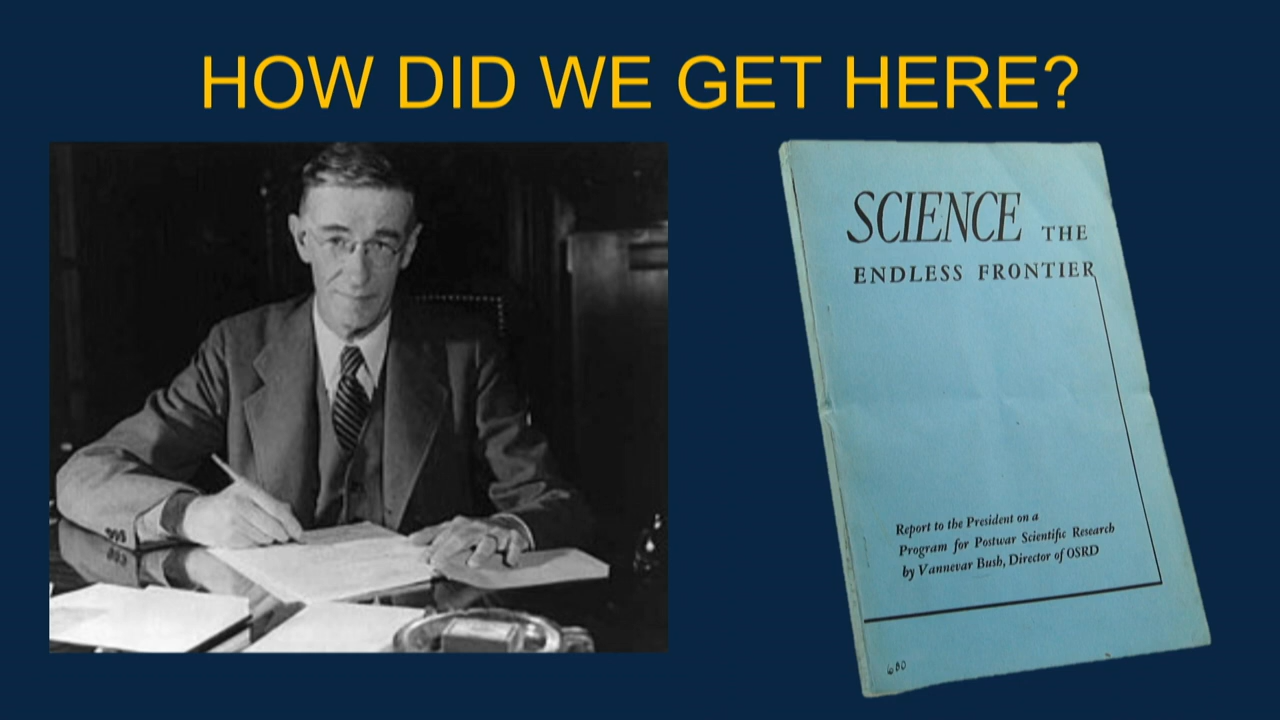 HOW DID WE GET HERE?
SCIENCE THE
ENDLESS FRONTIER
Report to the President on a
Program for Postwar Scientific Research
by Vannevar Bush, Director of OSRD
680